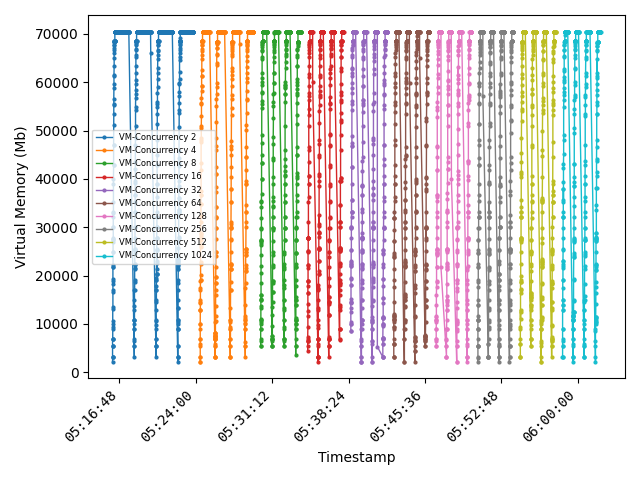 70000
60000
50000
40000
30000
20000
10000
0
Virtual Memory (Mb)
VM-Concurrency 2
VM-Concurrency 4
VM-Concurrency 8
VM-Concurrency 16
VM-Concurrency 32
VM-Concurrency 64
VM-Concurrency 128
VM-Concurrency 256
VM-Concurrency 512
VM-Concurrency 1024
05:16:48
05:24:00
05:31:12
05:38:24
05:45:36
05:52:48
06:00:00
Timestamp